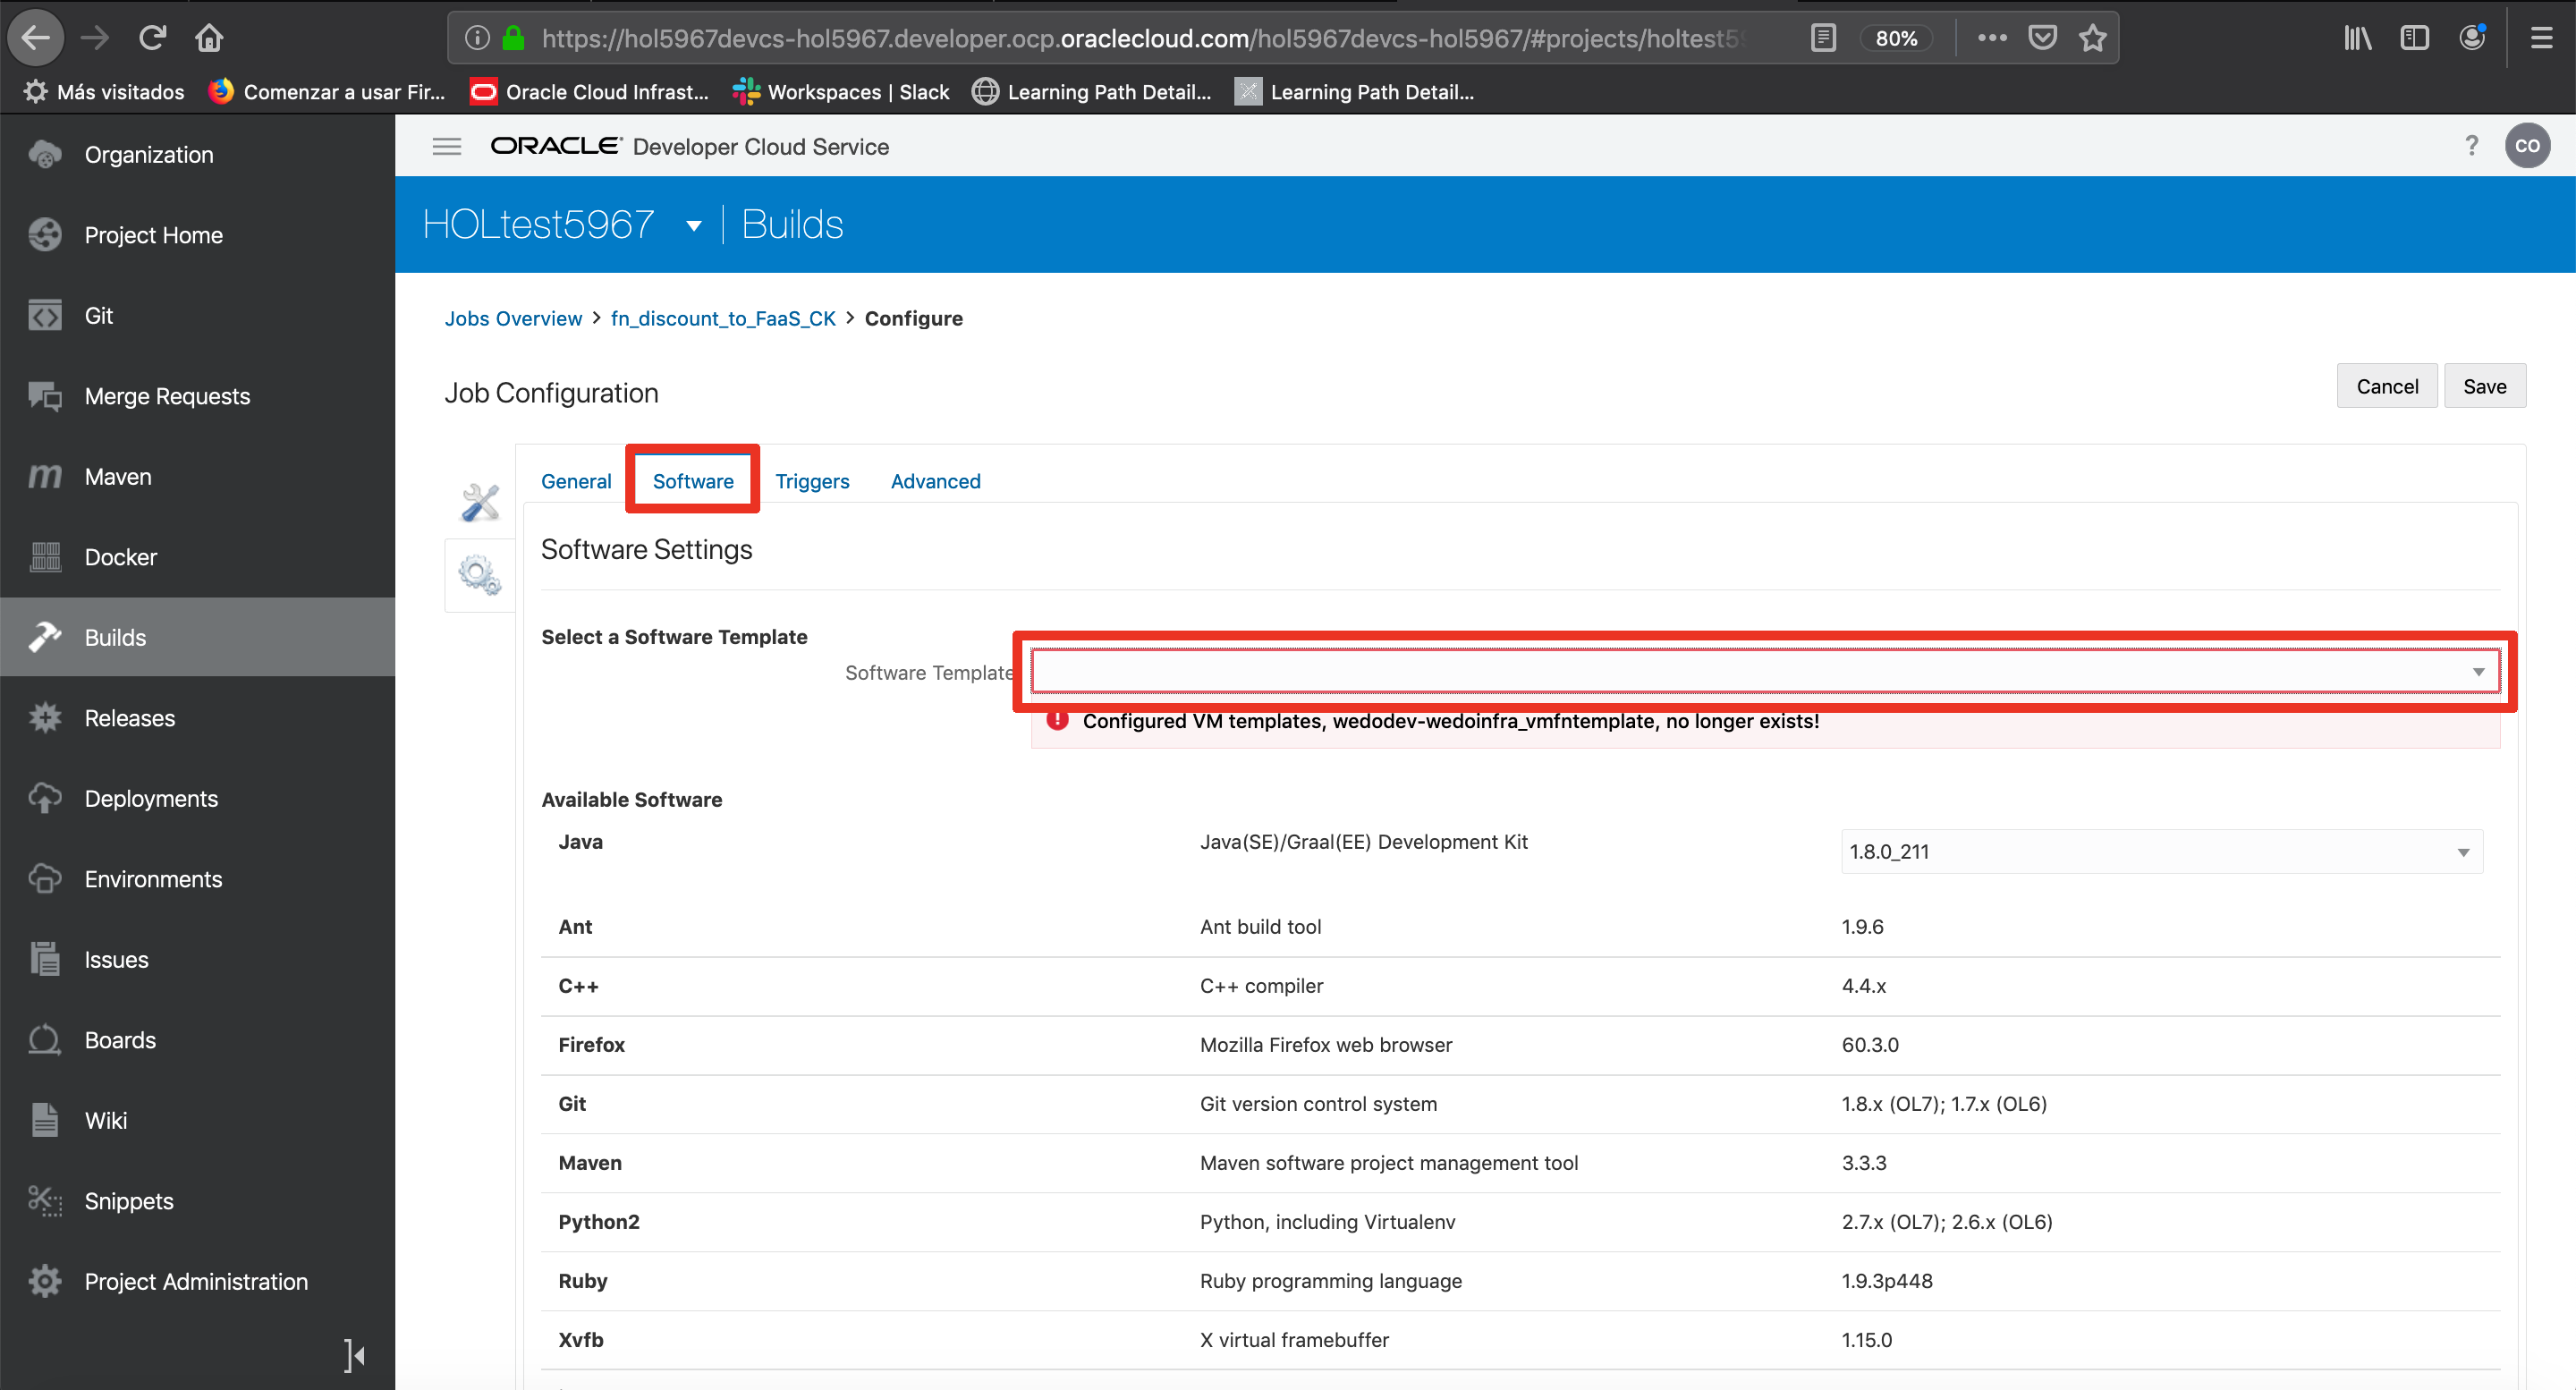 https://hol5967devcs-hol5967.developer.ocp.oraclecloud.com/hol5967devcs-hol5967/#projects/holtest59
80%
Más visitados
Comenzar a usar Fir...
Oracle Cloud Infrast...
Workspaces | Slack
Learning Path Detail...
Learning Path Detail...
ORACLE Developer Cloud Service
?
CO
HOLtest5967
Builds
Organization
Project Home
Git
Merge Requests
Maven
Docker
Builds
Releases
Deployments
Environments
Issues
Boards
Wiki
Snippets
Project Administration
Jobs Overview > fn_discount_to_FaaS_CK > Configure
Job Configuration
Cancel
Save
General
Software
Triggers
Advanced
Software Settings
Select a Software Template
Software Template
Configured VM templates, wedodev-wedoinfra_vmfntemplate, no longer exists!
Available Software
Java
Java(SE)/Graal(EE) Development Kit
1.8.0_211
Ant
Ant build tool
1.9.6
C++
C++ compiler
4.4.x
Firefox
Mozilla Firefox web browser
60.3.0
Git
Git version control system
1.8.x (OL7); 1.7.x (OL6)
Maven
Maven software project management tool
3.3.3
Python2
Python, including Virtualenv
2.7.x (OL7); 2.6.x (OL6)
Ruby
Ruby programming language
1.9.3p448
Xvfb
X virtual framebuffer
1.15.0